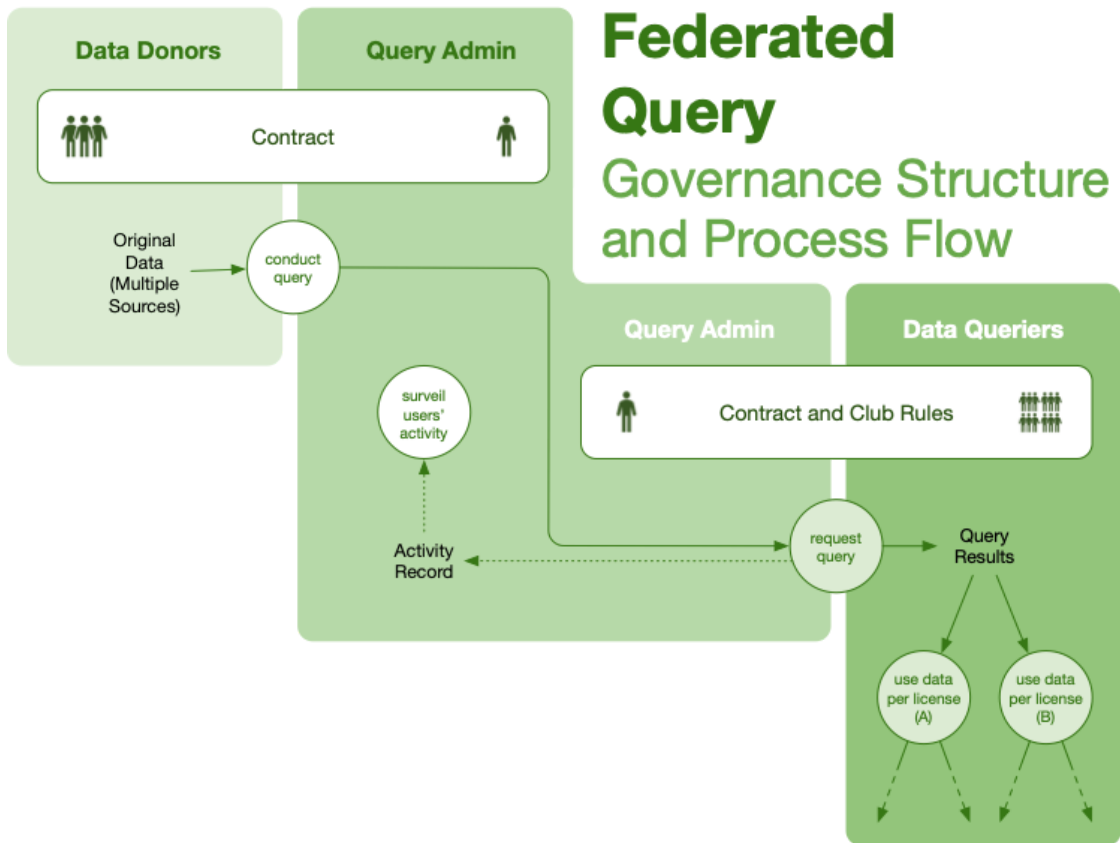 Federated
Query
Governance Structure
and Process Flow
Data Donors
Query Admin
Contract
Original
Data
(Multiple
Sources)
conduct
query
Query Admin
Data Queriers
Contract and Club Rules
surveil
users'
activity
Activity
Record
request
query
Query
Results
use data
per license
(A)
use data
per license
(B)